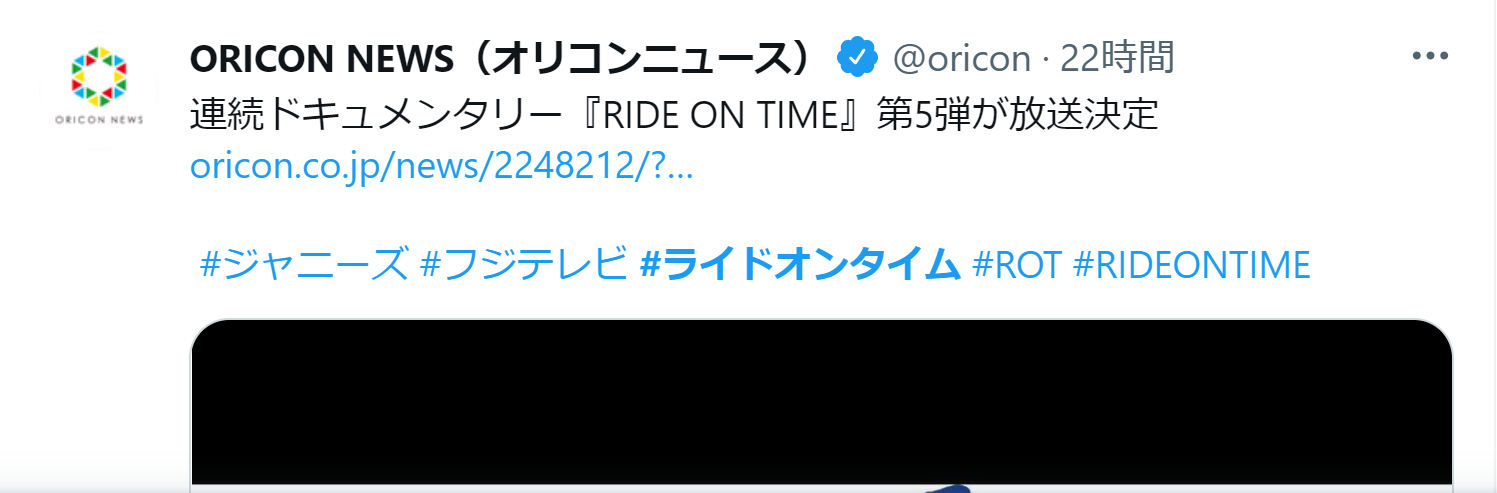 ORICON NEWS（オリコンニュース） @oricon · 22時間
ORICON NEWS
連続ドキュメンタリー『RIDE ON TIME』第5弾が放送決定
oricon.co.jp/news/2248212/?…
#ジャニーズ #フジテレビ #ライドオンタイム #ROT #RIDEONTIME